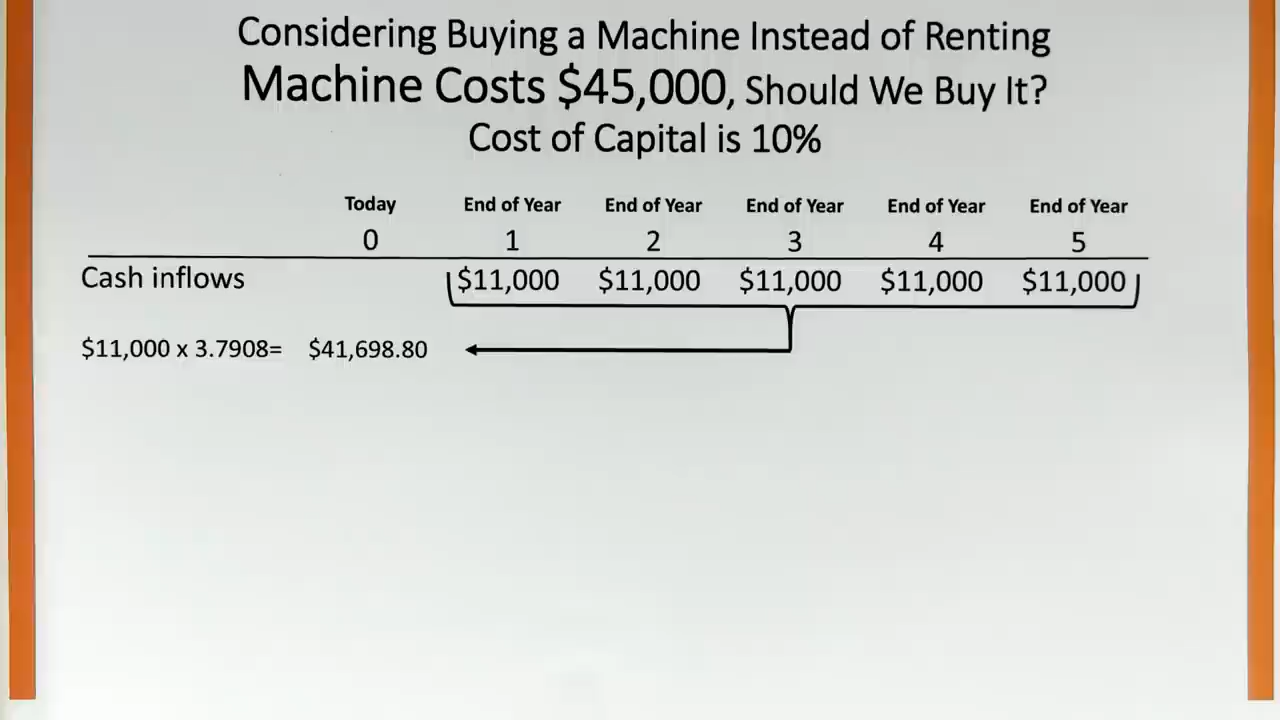 Considering Buying a Machine Instead of Renting
Machine Costs $45,000, Should We Buy It?
Cost of Capital is 10%
Today End of Year End of Year End of Year End of Year End of Year
0 1 2 3 4 5
Cash inflows $11,000 $11,000 $11,000 $11,000 $11,000
$11,000 x 3.7908= $41,698.80